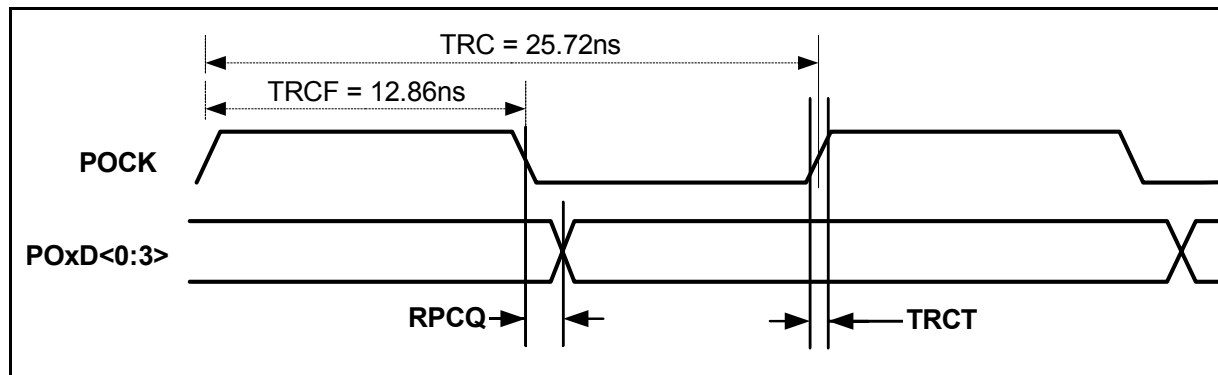 TRC = 25.72ns
TRCF = 12.86ns
POCK
POxD<0:3>
RPCQ
TRCT